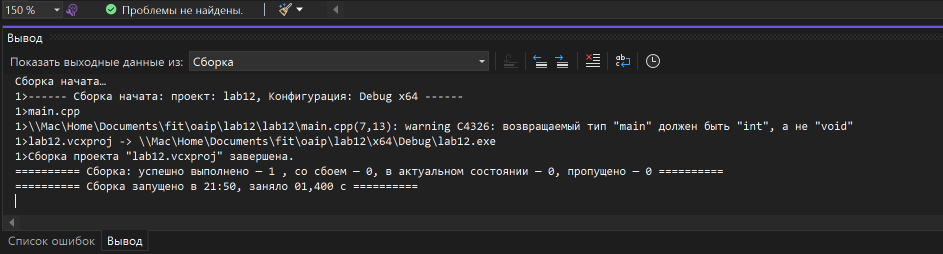 150 %
Проблемы не найдены.
Вывод
Показать выходные данные из: Сборка
Сборка начата…
1>------ Сборка начата: проект: lab12, Конфигурация: Debug x64 ------
1>main.cpp
1>\\Mac\Home\Documents\fit\oaip\lab12\lab12\main.cpp(7,13): warning C4326: возвращаемый тип "main" должен быть "int", а не "void"
1>lab12.vcxproj -> \\Mac\Home\Documents\fit\oaip\lab12\x64\Debug\lab12.exe
1>Сборка проекта "lab12.vcxproj" завершена.
========== Сборка: успешно выполнено — 1 , со сбоем — 0, в актуальном состоянии — 0, пропущено — 0 ==========
========== Сборка запущено в 21:50, заняло 01,400 с ==========
Список ошибок Вывод